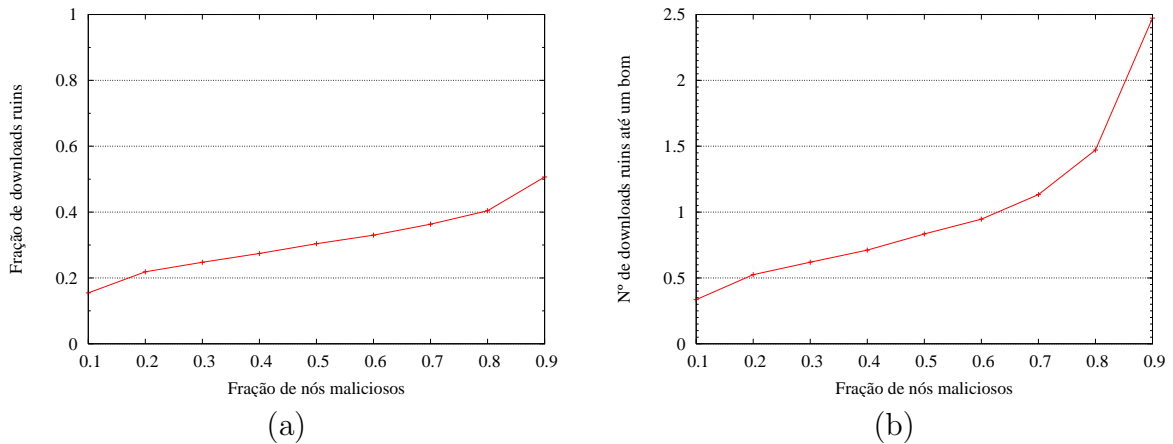 Fração de downloads ruins
1
0.8
0.6
0.4
0.2
0
0.1 0.2 0.3 0.4 0.5 0.6 0.7 0.8 0.9
Fração de nós maliciosos
(a)
Nº de downloads ruins até um bom
2.5
2
1.5
1
0.5
0
0.1 0.2 0.3 0.4 0.5 0.6 0.7 0.8 0.9
Fração de nós maliciosos
(b)